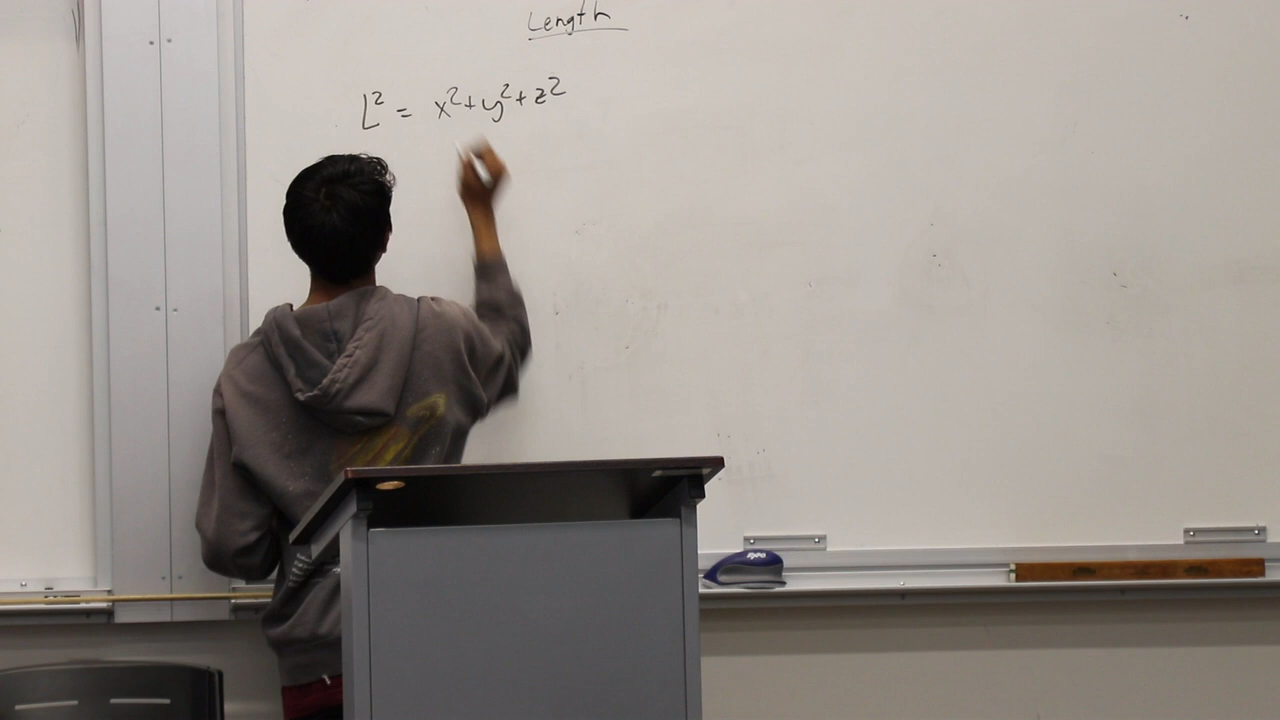 Length
L² = x²+y²+z²